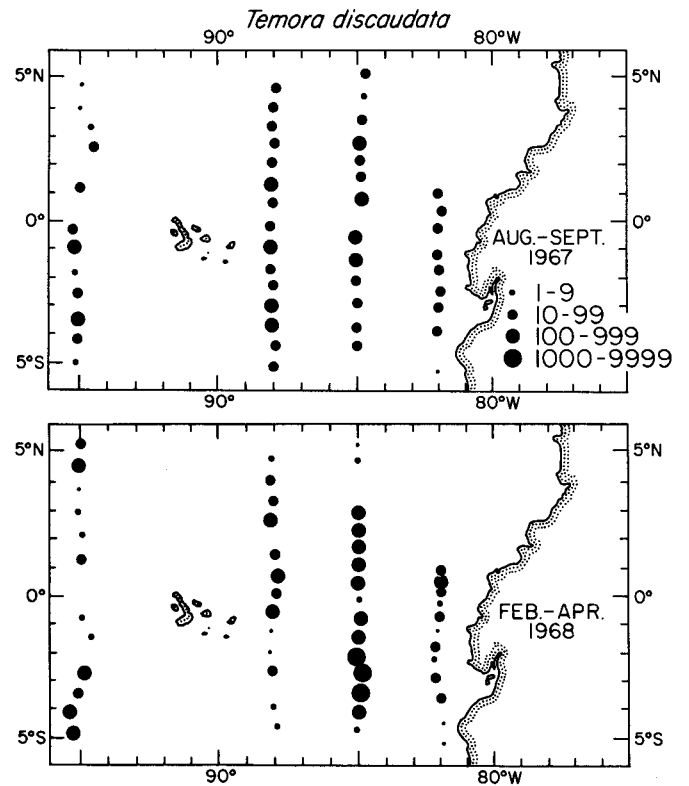 Temora discaudata
90° 80°W
5°N 5°N
0° 0°
AUG.-SEPT.
1967
1-9
10-99
100-999
1000-9999
5°S
90° 80°W
5°N 5°N
0° 0°
FEB.-APR.
1968
5°S 5°S
90° 80°W